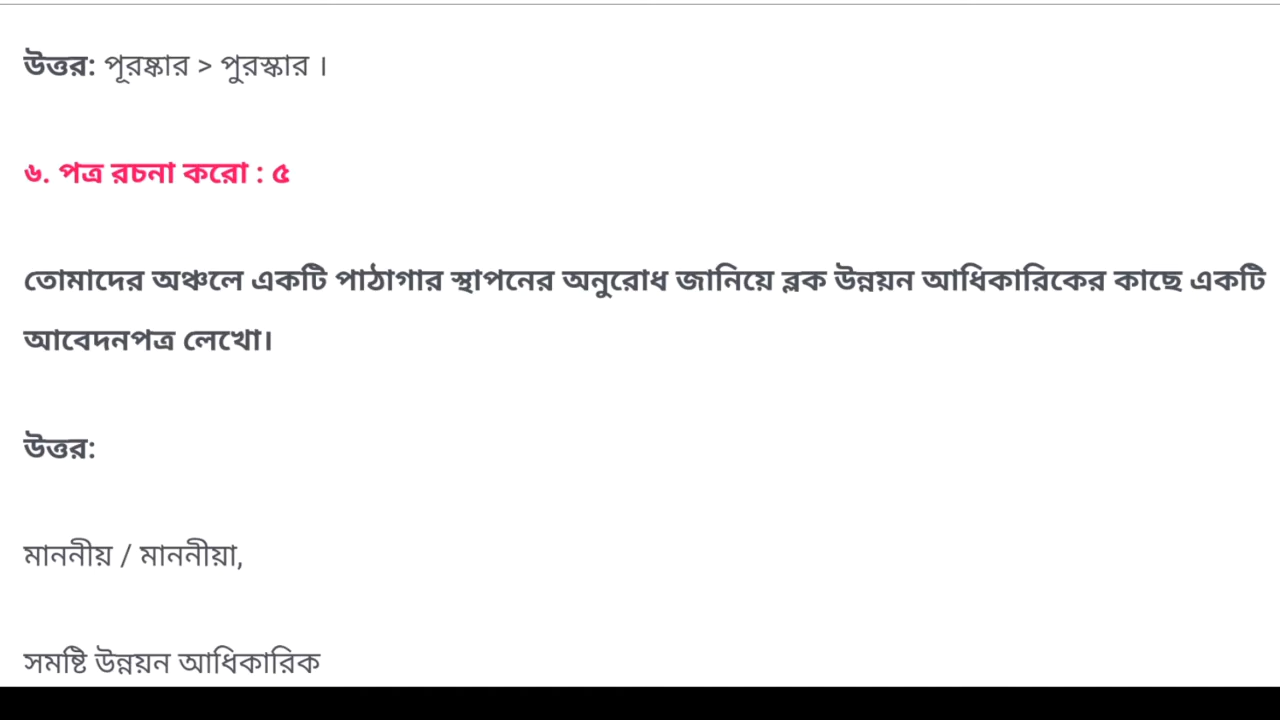 উত্তর: পূরষ্কার > পুরস্কার ।
৬. পত্র রচনা করো : ৫
তোমাদের অঞ্চলে একটি পাঠাগার স্থাপনের অনুরোধ জানিয়ে ব্লক উন্নয়ন আধিকারিকের কাছে একটি
আবেদনপত্র লেখো।
উত্তর:
মাননীয় / মাননীয়া,
সমষ্টি উন্নয়ন আধিকারিক